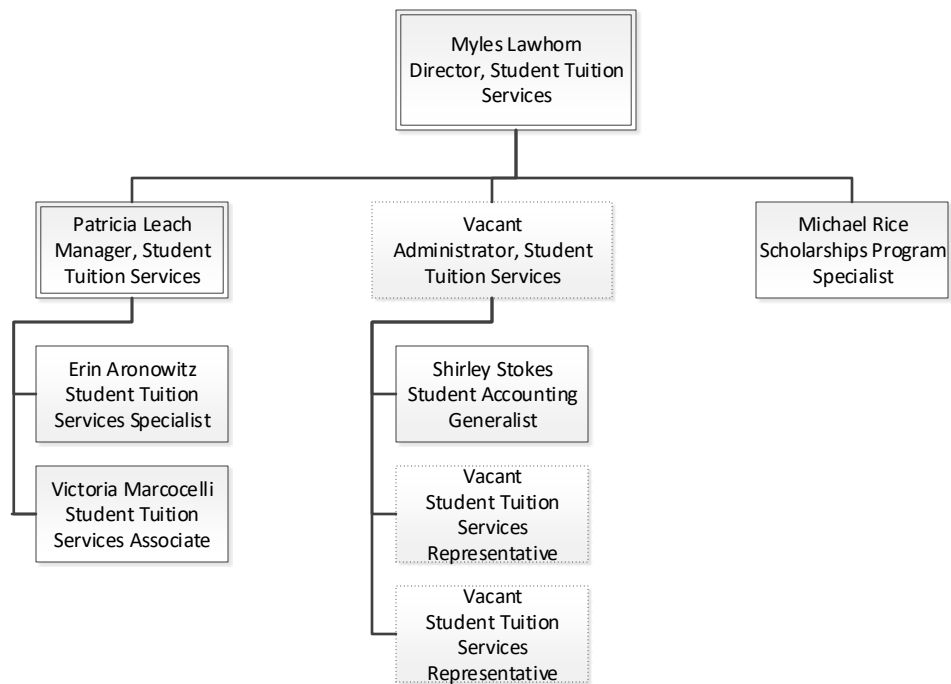 Myles Lawhorn
Director, Student Tuition
Services
Patricia Leach
Manager, Student
Tuition Services
Vacant
Administrator, Student
Tuition Services
Michael Rice
Scholarships Program
Specialist
Erin Aronowitz
Student Tuition
Services Specialist
Victoria Marcocelli
Student Tuition
Services Associate
Shirley Stokes
Student Accounting
Generalist
Vacant
Student Tuition
Services
Representative
Vacant
Student Tuition
Services
Representative